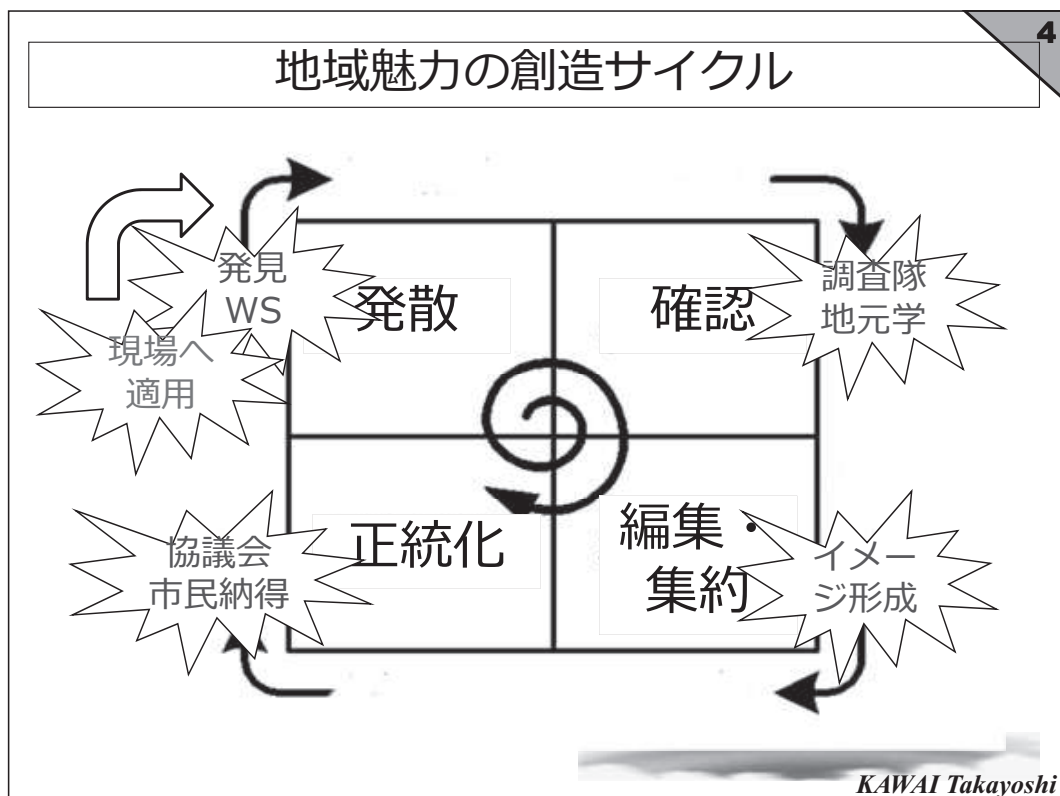 4
地域魅力の創造サイクル
発見
WS
発散
確認
調査隊
地元学
現場へ
適用
正統化
編集・
集約
協議会
市民納得
イメー
ジ形成
KAWAI Takayoshi